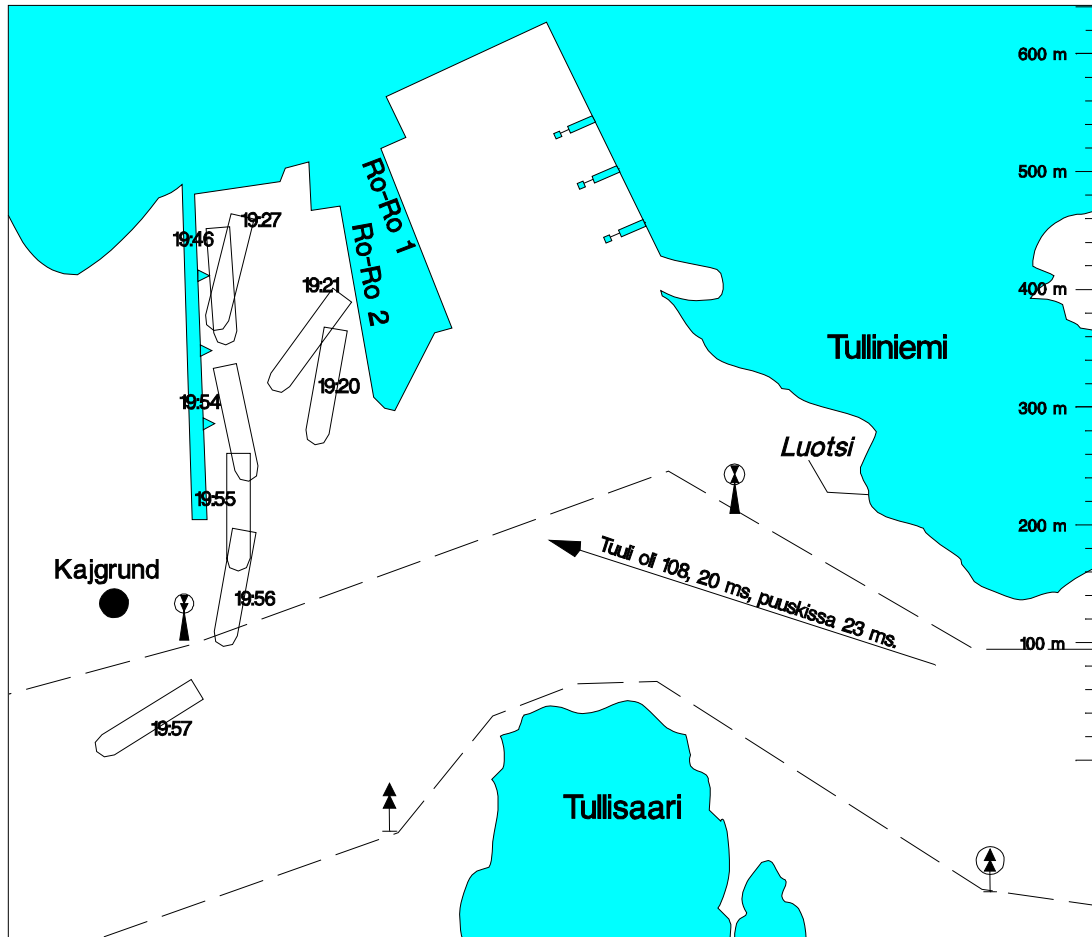 600 m
500 m
400 m
300 m
200 m
100 m
Ro-Ro 1
Ro-Ro 2
19:27
19:46
19:21
19:20
19:54
19:55
19:56
19:57
Tulliniemi
Luotsi
Kajgrund
Tuuli oli 108, 20 ms, puuskissa 23 ms.
Tullisaari